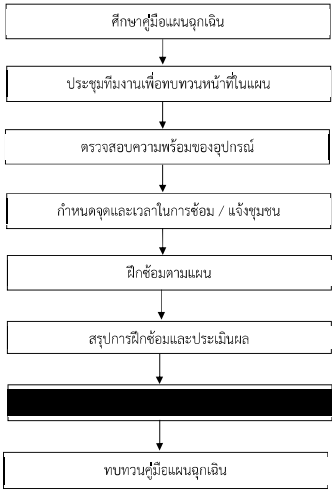 ศึกษาคู่มือแผนฉุกเฉิน
ประชุมทีมงานเพื่อทบทวนหน้าที่ในแผน
ตรวจสอบความพร้อมของอุปกรณ์
กำหนดจุดและเวลาในการซ้อม / แจ้งชุมชน
ฝึกซ้อมตามแผน
สรุปการฝึกซ้อมและประเมินผล
ทบทวนคู่มือแผนฉุกเฉิน